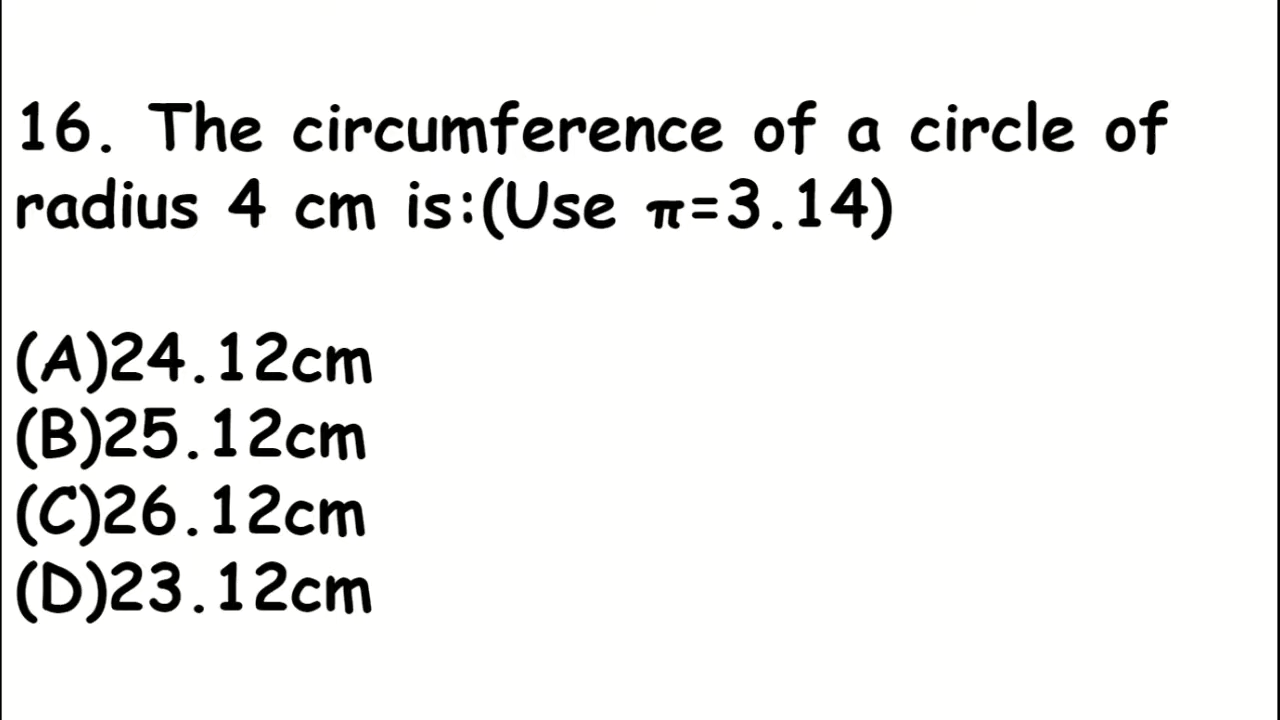 16. The circumference of a circle of
radius 4 cm is:(Use π=3.14)
(A)24.12cm
(B)25.12cm
(C)26.12cm
(D)23.12cm